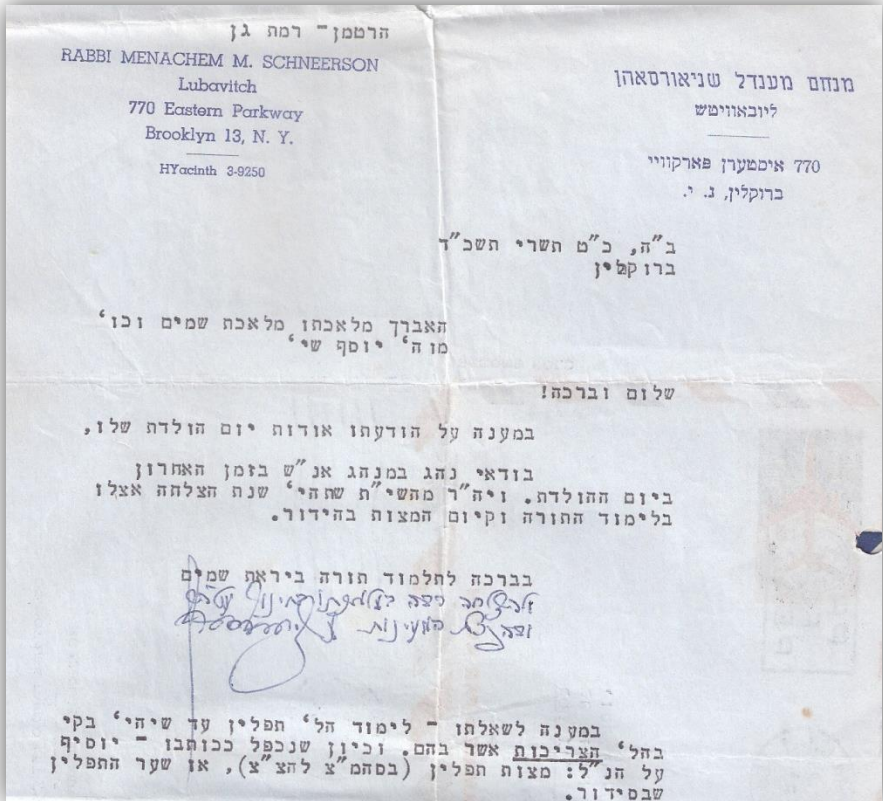 הרטמן- רמת גן
RABBI MENACHEM M. SCHNEERSON
Lubavitch
770 Eastern Parkway
Brooklyn 13, N. Y.
HYacinth 3-9250
מנחם מענדל שניאורסאהן
ליובאוויטש
770 איסטערן פארקוויי
ברוקלין, נ. י.
ב"ה, כ"ט תשרי תשכ"ד
ברוקלין
האברך מלאכתו מלאכת שמים וכו'
מוה' יוסף שי'
שלום וברכה!
במענה על הודעתו אודות יום הולדת שלו,
בודאי נהג במנהג אנ"ש בזמן האחרון
ביום ההולדת. ויה"ר מהשי"ת שתהי' שנת הצלחה אצלו
בלימוד התורה וקיום המצות בהידור.
בברכה לתלמוד תורה ביראת שמים
ולהצלחה רבה
המעינות
במענה לשאלתו - לימוד הל' תפלין עד שיהי' בקי
בהל' הצריכות אשר בהם. וכיון שנכפל ככותבו - יוסיף
על הנ"ל: מצות תפלין (בסהמ"צ להצ"צ), או שער התפלין
שבסידור.